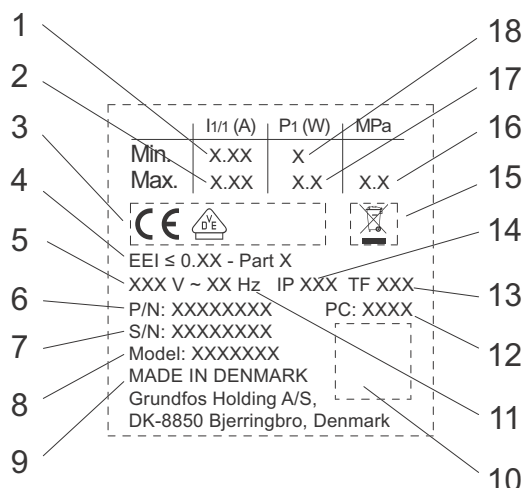 1
2
3
4
5
6
7
8
9
18
17
16
15
14
13
12
11
10
I1/1 (A) P1 (W) MPa
Min. X.XX X
Max. X.XX X.X X.X
CE VDE
EEI ≤ 0.XX - Part X
XXX V ~ XX Hz IP XXX TF XXX
P/N: XXXXXXXX PC: XXXX
S/N: XXXXXXXX
Model: XXXXXXX
MADE IN DENMARK
Grundfos Holding A/S,
DK-8850 Bjerringbro, Denmark